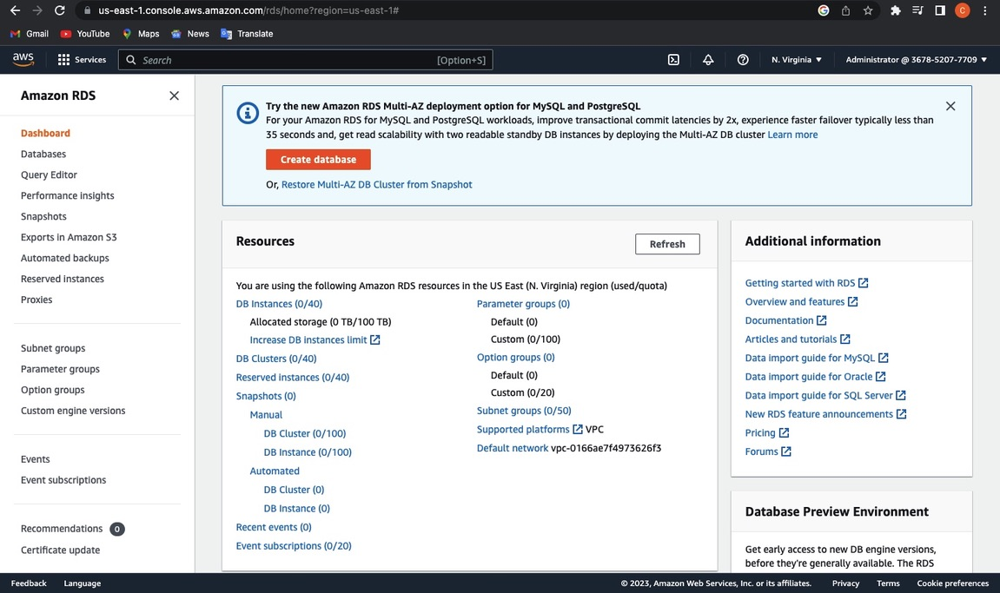 us-east-1.console.aws.amazon.com/rds/home?region=us-east-1#
Gmail YouTube Maps News Translate
aws Services Search [Option+S] N. Virginia Administrator @ 3678-5207-7709
Amazon RDS
Dashboard
Databases
Query Editor
Performance insights
Snapshots
Exports in Amazon S3
Automated backups
Reserved instances
Proxies
Subnet groups
Parameter groups
Option groups
Custom engine versions
Events
Event subscriptions
Recommendations 0
Certificate update
Try the new Amazon RDS Multi-AZ deployment option for MySQL and PostgreSQL
For your Amazon RDS for MySQL and PostgreSQL workloads, improve transactional commit latencies by 2x, experience faster failover typically less than
35 seconds and, get read scalability with two readable standby DB instances by deploying the Multi-AZ DB cluster Learn more
Create database
Or, Restore Multi-AZ DB Cluster from Snapshot
Resources
Refresh
You are using the following Amazon RDS resources in the US East (N. Virginia) region (used/quota)
DB Instances (0/40)
Allocated storage (0 TB/100 TB)
Increase DB instances limit
DB Clusters (0/40)
Reserved instances (0/40)
Snapshots (0)
Manual
DB Cluster (0/100)
DB Instance (0/100)
Automated
DB Cluster (0)
DB Instance (0)
Recent events (0)
Event subscriptions (0/20)
Parameter groups (0)
Default (0)
Custom (0/100)
Option groups (0)
Default (0)
Custom (0/20)
Subnet groups (0/50)
Supported platforms VPC
Default network vpc-0166ae7f4973626f3
Additional information
Getting started with RDS
Overview and features
Documentation
Articles and tutorials
Data import guide for MySQL
Data import guide for Oracle
Data import guide for SQL Server
New RDS feature announcements
Pricing
Forums
Database Preview Environment
Get early access to new DB engine versions,
before they're generally available. The RDS
Feedback Language © 2023, Amazon Web Services, Inc. or its affiliates. Privacy Terms Cookie preferences